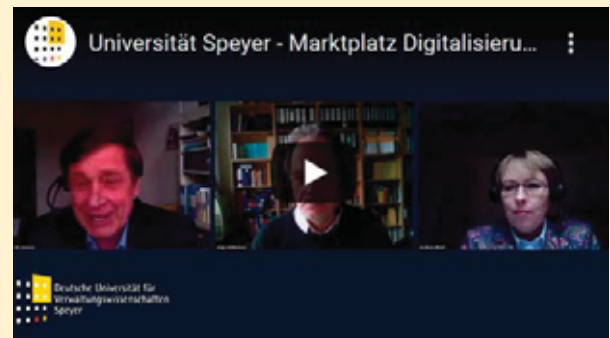 Universität Speyer - Marktplatz Digitalisieru...
Deutsche Universität für
Verwaltungswissenschaften
Speyer